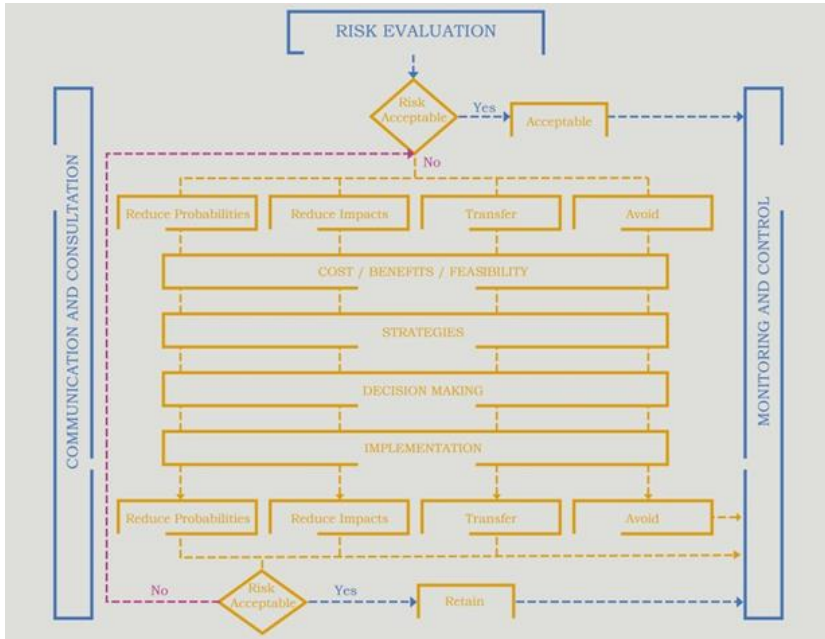 RISK EVALUATION
Risk
Acceptable
Yes
Acceptable
No
Reduce Probabilities
Reduce Impacts
Transfer
Avoid
COST / BENEFITS / FEASIBILITY
STRATEGIES
DECISION MAKING
IMPLEMENTATION
Reduce Probabilities
Reduce Impacts
Transfer
Avoid
No
Risk
Acceptable
Yes
Retain
COMMUNICATION AND CONSULTATION
MONITORING AND CONTROL